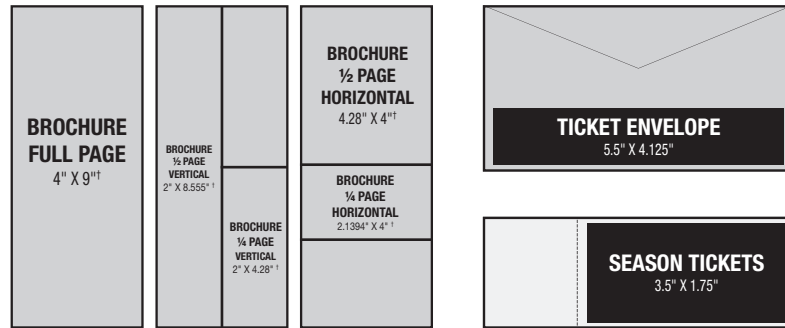 BROCHURE
FULL PAGE
4" X 9"†
BROCHURE
½ PAGE
VERTICAL
2" X 8.555" †
BROCHURE
¼ PAGE
VERTICAL
2" X 4.28" †
BROCHURE
½ PAGE
HORIZONTAL
4.28" X 4"†
BROCHURE
¼ PAGE
HORIZONTAL
2.1394" X 4" †
TICKET ENVELOPE
5.5" X 4.125"
SEASON TICKETS
3.5" X 1.75"